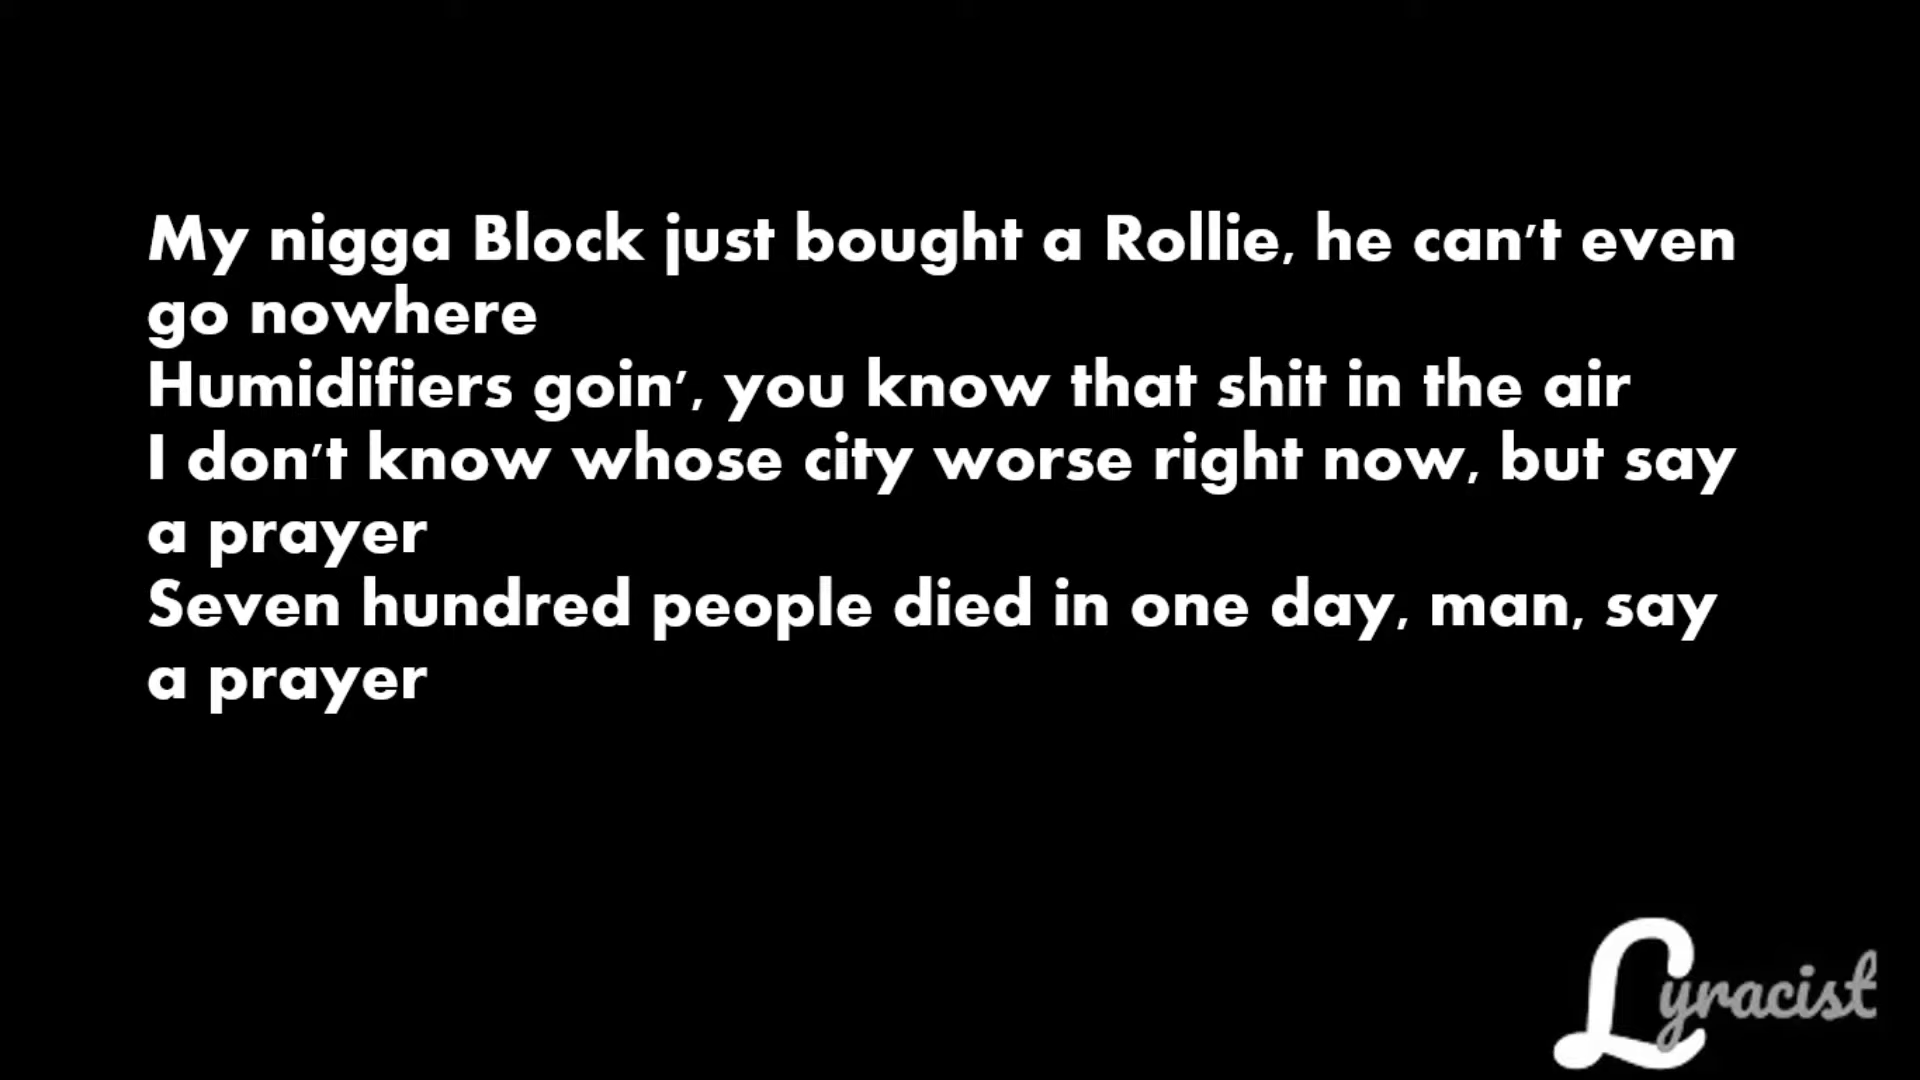 My nigga Block just bought a Rollie, he can't even
go nowhere
Humidifiers goin', you know that shit in the air
I don't know whose city worse right now, but say
a prayer
Seven hundred people died in one day, man, say
a prayer
Lyracist